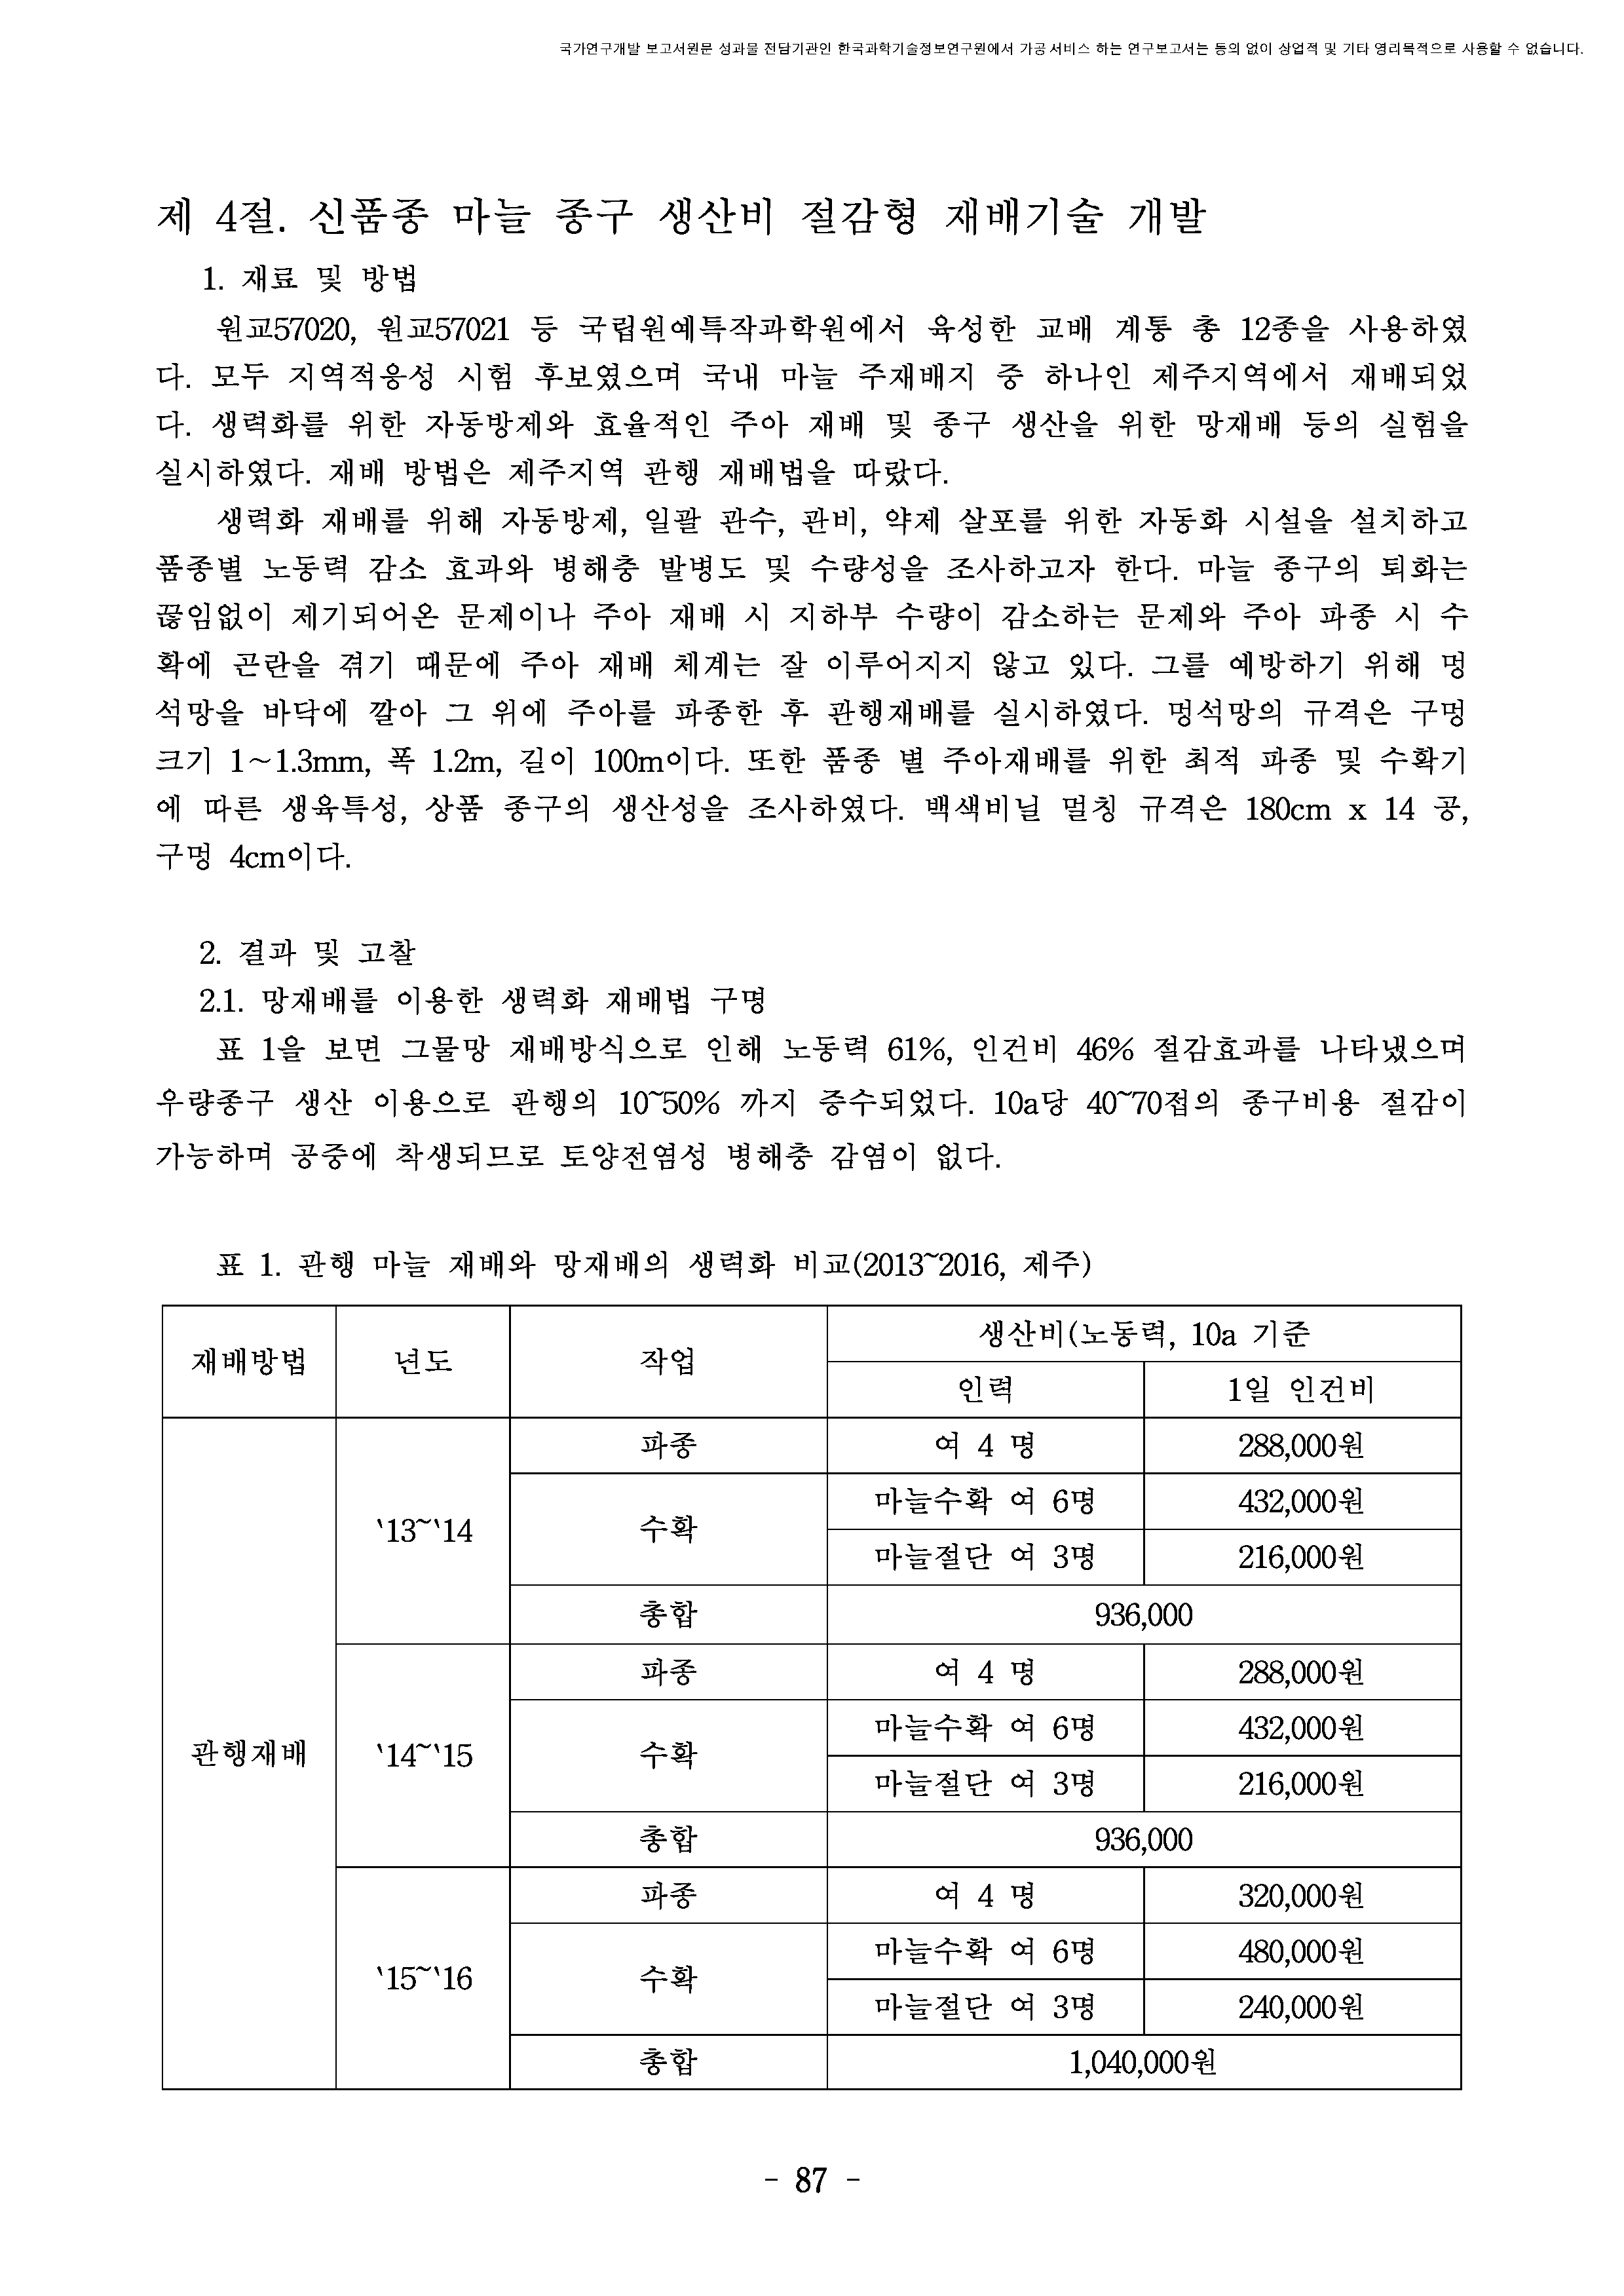 국가연구개발 보고서원문 성과물 전담기관인 한국과학기술정보연구원에서 가공·서비스 하는 연구보고서는 동의 없이 상업적 및 기타 영리목적으로 사용할 수 없습니다.
제 4절. 신품종 마늘 종구 생산비 절감형 재배기술 개발
1. 재료 및 방법
원교57020, 원교57021 등 국립원예특작과학원에서 육성한 교배 계통 총 12종을 사용하였
다. 모두 지역적응성 시험 후보였으며 국내 마늘 주재배지 중 하나인 제주지역에서 재배되었
다. 생력화를 위한 자동방제와 효율적인 주아 재배 및 종구 생산을 위한 망재배 등의 실험을
실시하였다. 재배 방법은 제주지역 관행 재배법을 따랐다.
생력화 재배를 위해 자동방제, 일괄 관수, 관비, 약제 살포를 위한 자동화 시설을 설치하고
품종별 노동력 감소 효과와 병해충 발병도 및 수량성을 조사하고자 한다. 마늘 종구의 퇴화는
끊임없이 제기되어온 문제이나 주아 재배 시 지하부 수량이 감소하는 문제와 주아 파종 시 수
확에 곤란을 겪기 때문에 주아 재배 체계는 잘 이루어지지 않고 있다. 그를 예방하기 위해 멍
석망을 바닥에 깔아 그 위에 주아를 파종한 후 관행재배를 실시하였다. 멍석망의 규격은 구멍
크기 1~1.3mm, 폭 1.2m, 길이 100m이다. 또한 품종 별 주아재배를 위한 최적 파종 및 수확기
에 따른 생육특성, 상품 종구의 생산성을 조사하였다. 백색비닐 멀칭 규격은 180cm x 14 공,
구멍 4cm이다.
2. 결과 및 고찰
2.1. 망재배를 이용한 생력화 재배법 구명
표 1을 보면 그물망 재배방식으로 인해 노동력 61%, 인건비 46% 절감효과를 나타냈으며
우량종구 생산 이용으로 관행의 10~50% 까지 증수되었다. 10a당 40~70접의 종구비용 절감이
가능하며 공중에 착생되므로 토양전염성 병해충 감염이 없다.
표 1. 관행 마늘 재배와 망재배의 생력화 비교(2013~2016, 제주)
재배방법 년도 작업 생산비(노동력, 10a 기준
인력 1일 인건비
관행재배 '13~'14 파종 여 4 명 288,000원
수확 마늘수확 여 6명 432,000원
마늘절단 여 3명 216,000원
총합 936,000
'14~'15 파종 여 4 명 288,000원
수확 마늘수확 여 6명 432,000원
마늘절단 여 3명 216,000원
총합 936,000
'15~'16 파종 여 4 명 320,000원
수확 마늘수확 여 6명 480,000원
마늘절단 여 3명 240,000원
총합 1,040,000원
- 87 -